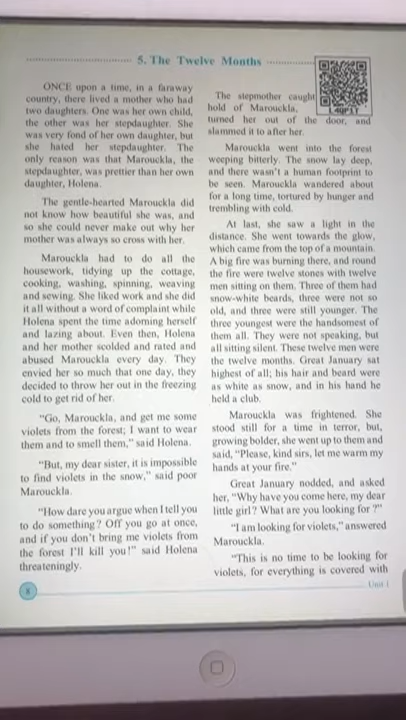 5. The Twelve Months
ONCE upon a time, in a faraway
country, there lived a mother who had
two daughters. One was her own child,
the other was her stepdaughter. She
was very fond of her own daughter, but
she hated her stepdaughter. The
only reason was that Marouckla, the
stepdaughter, was prettier than her own
daughter, Holena.
The gentle-hearted Marouckla did
not know how beautiful she was, and
so she could never make out why her
mother was always so cross with her.
Marouckla had to do all the
housework, tidying up the cottage,
cooking, washing, spinning, weaving
and sewing. She liked work and she did
it all without a word of complaint while
Holena spent the time adorning herself
and lazing about. Even then, Holena
and her mother scolded and rated and
abused Marouckla every day. They
envied her so much that one day, they
decided to throw her out in the freezing
cold to get rid of her.
"Go, Marouckla, and get me some
violets from the forest; I want to wear
them and to smell them," said Holena.
"But, my dear sister, it is impossible
to find violets in the snow," said poor
Marouckla.
"How dare you argue when I tell you
to do something? Off you go at once,
and if you don't bring me violets from
the forest I'll kill you!" said Holena
threateningly.
The stepmother caught
hold of Marouckla,
turned her out of the door, and
slammed it to after her.
Marouckla went into the forest
weeping bitterly. The snow lay deep,
and there wasn't a human footprint to
be seen. Marouckla wandered about
for a long time, tortured by hunger and
trembling with cold.
At last, she saw a light in the
distance. She went towards the glow,
which came from the top of a mountain.
A big fire was burning there, and round
the fire were twelve stones with twelve
men sitting on them. Three of them had
snow-white beards, three were not so
old, and three were still younger. The
three youngest were the handsomest of
them all. They were not speaking, but
all sitting silent. These twelve men were
the twelve months. Great January sat
highest of all; his hair and beard were
as white as snow, and in his hand he
held a club.
Marouckla was frightened. She
stood still for a time in terror, but,
growing bolder, she went up to them and
said, "Please, kind sirs, let me warm my
hands at your fire."
Great January nodded, and asked
her, "Why have you come here, my dear
little girl? What are you looking for ?"
"I am looking for violets," answered
Marouckla.
"This is no time to be looking for
violets, for everything is covered with
8
Unit 1